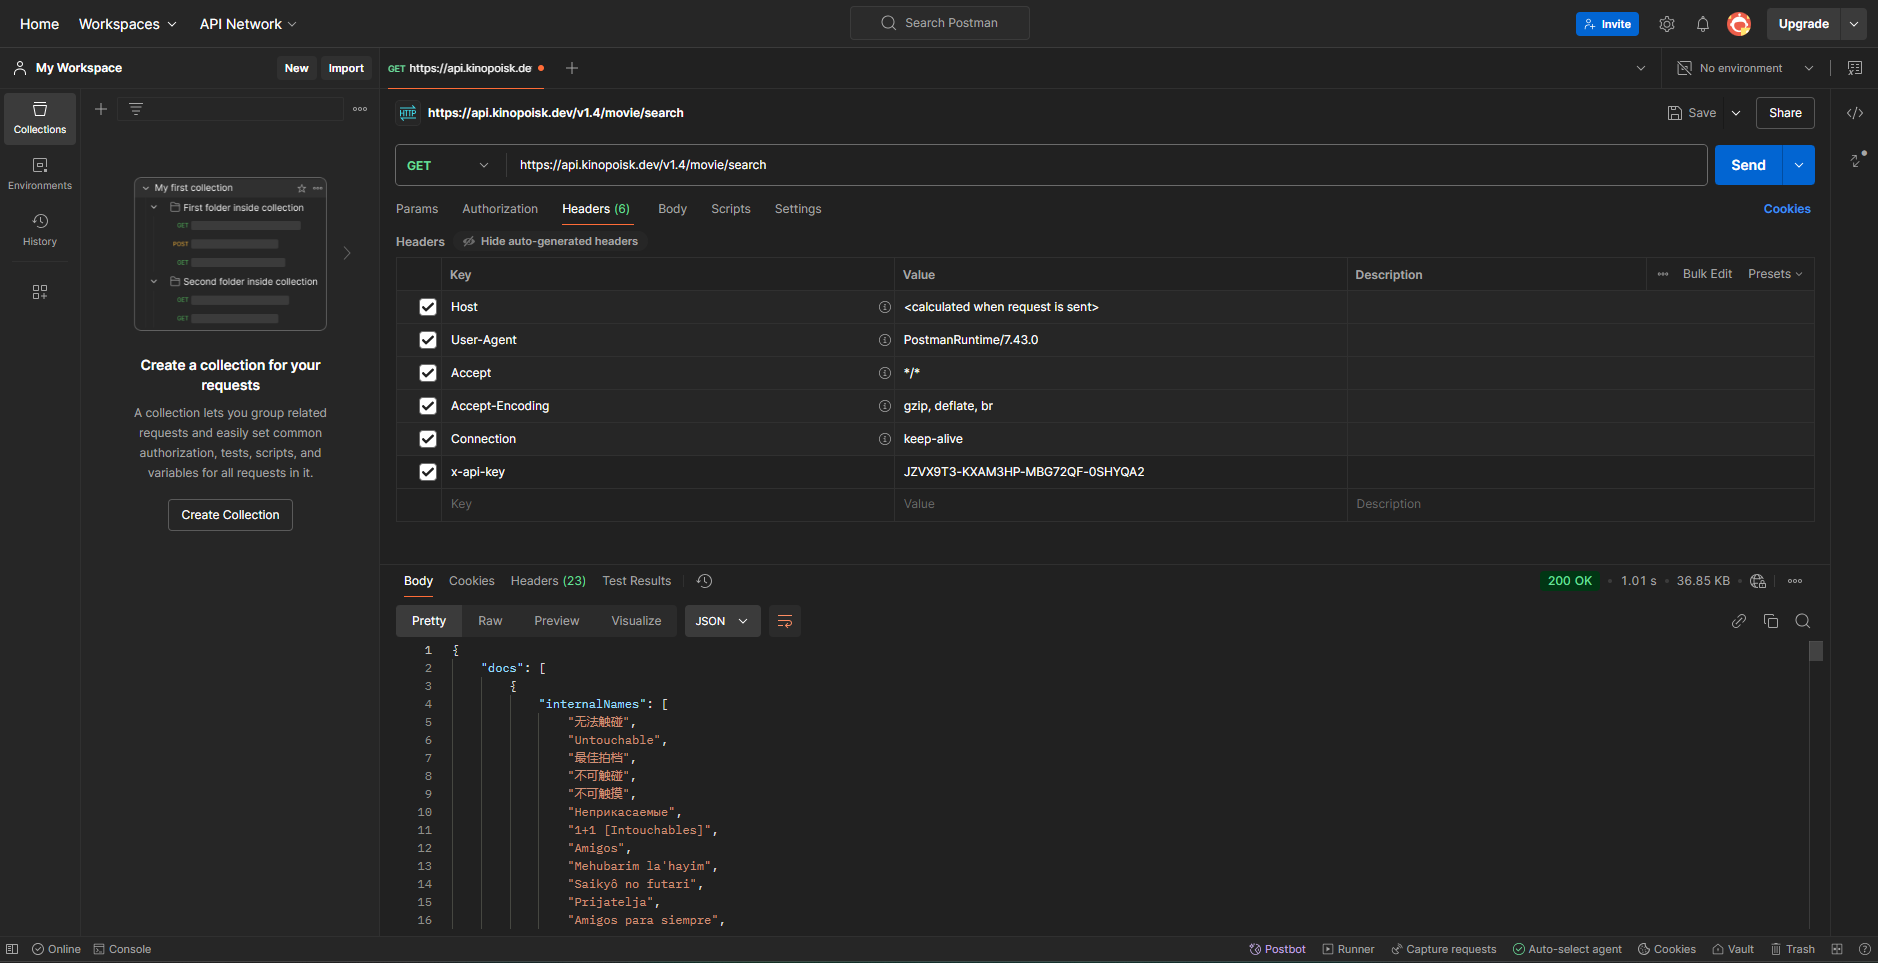 Home Workspaces API Network Search Postman Invite Upgrade
My Workspace New Import GET https://api.kinopoisk.de No environment
Collections
Environments
History
My first collection
First folder inside collection
GET
POST
GET
Second folder inside collection
GET
GET
Create a collection for your
requests
A collection lets you group related
requests and easily set common
authorization, tests, scripts, and
variables for all requests in it.
Create Collection
HTTP https://api.kinopoisk.dev/v1.4/movie/search Save Share
GET https://api.kinopoisk.dev/v1.4/movie/search Send
Params Authorization Headers (6) Body Scripts Settings Cookies
Headers Hide auto-generated headers
Key Value Description Bulk Edit Presets
Host <calculated when request is sent>
User-Agent PostmanRuntime/7.43.0
Accept */*
Accept-Encoding gzip, deflate, br
Connection keep-alive
x-api-key JZVX9T3-KXAM3HP-MBG72QF-0SHYQA2
Key Value Description
Body Cookies Headers (23) Test Results 200 OK 1.01 s 36.85 KB
Pretty Raw Preview Visualize JSON
1 {
2 "docs": [
3 {
4 "internalNames": [
5 "无法触碰",
6 "Untouchable",
7 "最佳拍档",
8 "不可触碰",
9 "不可触摸",
10 "Неприкасаемые",
11 "1+1 [Intouchables]",
12 "Amigos",
13 "Mehubarim la'hayim",
14 "Saikyô no futari",
15 "Prijatelja",
16 "Amigos para siempre",
Online Console Postbot Runner Capture requests Auto-select agent Cookies Vault Trash